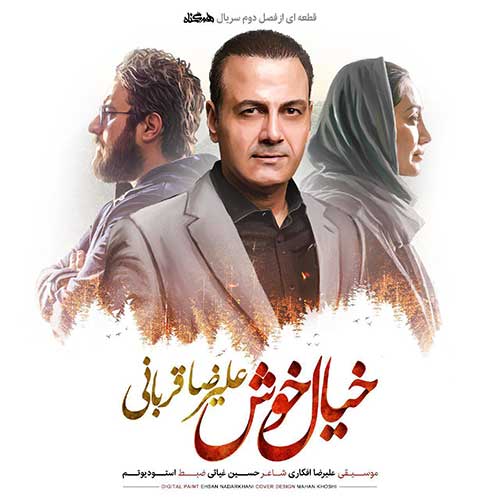 قطعه ای از فصل دوم سریال هم‌گناه
خیال خوش علیرضا قربانی
موسیقی علیرضا افکاری شاعر حسین غیاثی ضبط استودیو تم
DIGITAL PAINT EHSAN NADARKHANI COVER DESIGN MAHAN KHOSHI